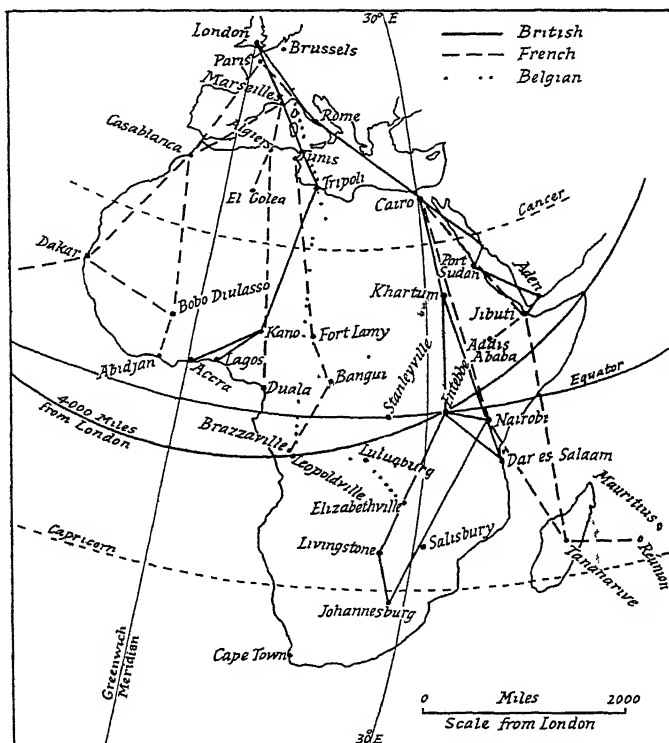 30° E
London
Brussels
Paris
Marseilles
Rome
Casablanca
Algiers
Tunis
Tripoli
El Golea
Cairo
Cancer
Dakar
Port
Sudan
Aden
Bobo Diulasso
Khartum
Jibuti
Kano
Fort Lamy
Addis
Ababa
Abidjan
Accra
Lagos
Duala
Bangui
Stanleyville
Entebbe
Equator
4000 Miles
from London
Brazzaville
Nairobi
Leopoldville
Luluaburg
Dar es Salaam
Elizabethville
Mauritius
Capricorn
Livingstone
Salisbury
Tananarive
Reunion
Johannesburg
Cape Town
Greenwich
Meridian
30° E
British
French
Belgian
0 Miles 2000
Scale from London